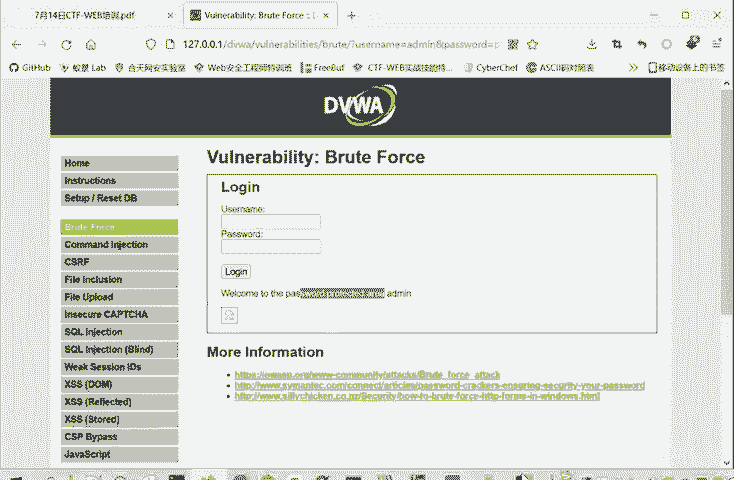 7月14日CTF-WEB培训.pdf
Vulnerability: Brute Force ::
127.0.0.1/dvwa/vulnerabilities/brute/?username=admin&password=p
GitHub
Lab
合天网安实验室
Web安全工程师特训班
FreeBuf
CTF-WEB实战技能特...
CyberChef
ASCII码对照表
移动设备上的书签
DVWA
Home
Instructions
Setup / Reset DB
Brute Force
Command Injection
CSRF
File Inclusion
File Upload
Insecure CAPTCHA
SQL Injection
SQL Injection (Blind)
Weak Session IDs
XSS (DOM)
XSS (Reflected)
XSS (Stored)
CSP Bypass
JavaScript
Vulnerability: Brute Force
Login
Username:
Password:
Login
Welcome to the pas admin
More Information
https://owasp.org/www-community/attacks/Brute_force_attack
http://www.symantec.com/connect/articles/password-crackers-ensuring-security-your-password
http://www.sillychicken.co.nz/Security/how-to-brute-force-http-forms-in-windows.html